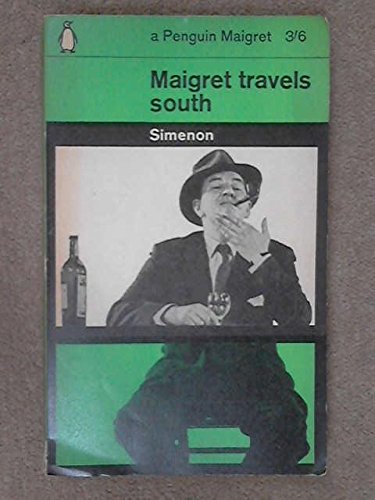 a Penguin Maigret 3/6
Maigret travels
south
Simenon